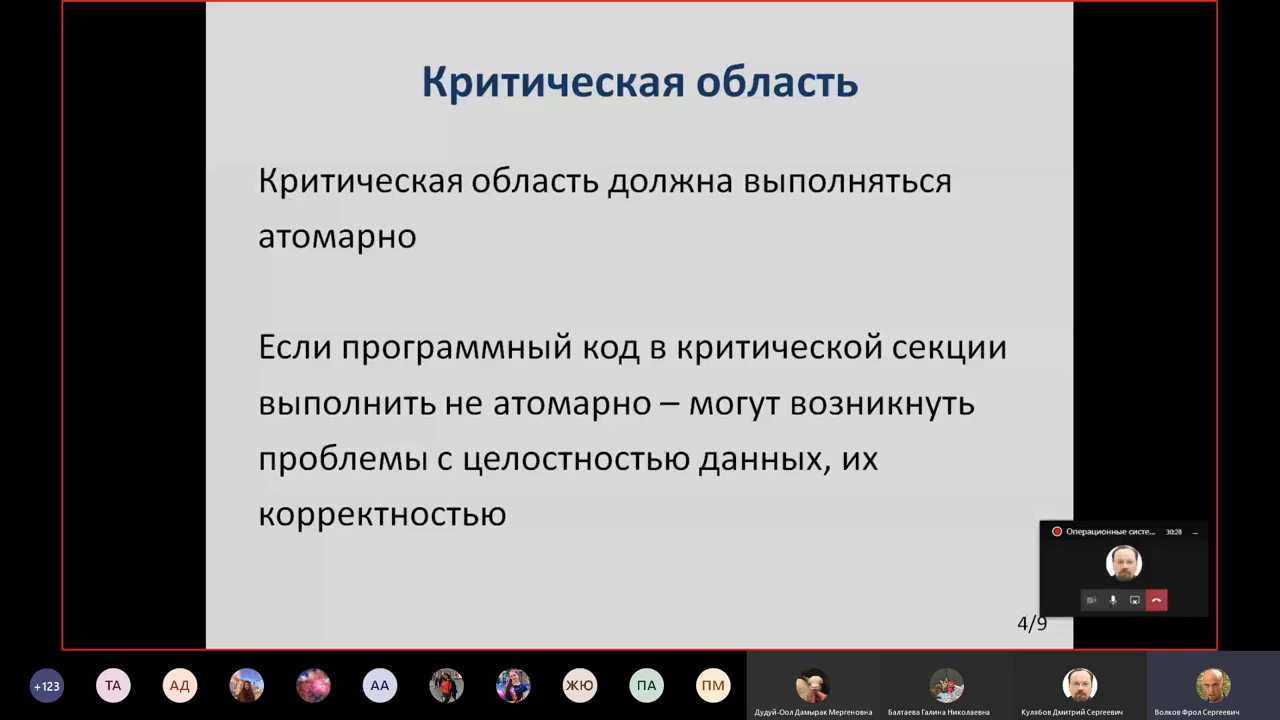 Критическая область
Критическая область должна выполняться
атомарно
Если программный код в критической секции
выполнить не атомарно – могут возникнуть
проблемы с целостностью данных, их
корректностью
Операционные систе... 30:28
4/9
+123 ТА АД АА ЖЮ ПА ПМ
Дудуй-Оол Дамырак Мергеновна Балтаева Галина Николаевна Кулябов Дмитрий Сергеевич Волков Фрол Сергеевич